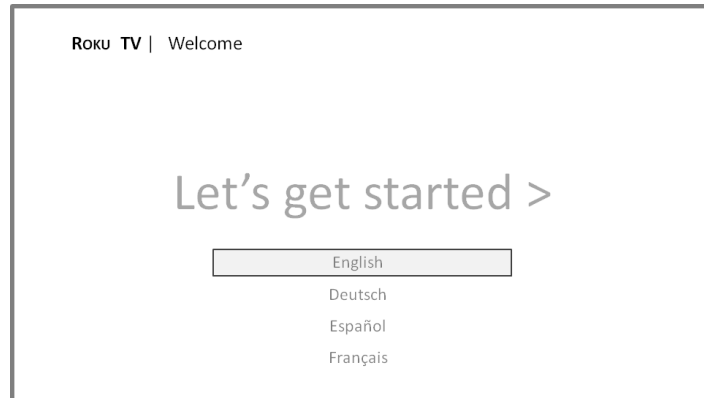 Roku TV | Welcome
Let's get started >
English
Deutsch
Español
Français